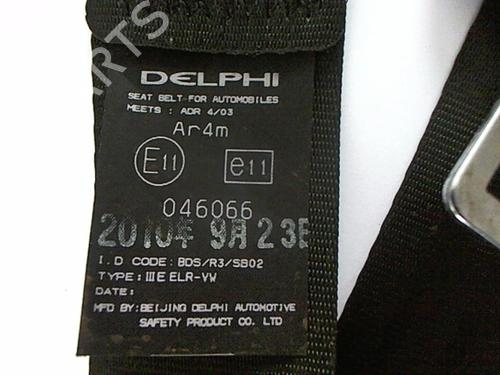 PARTS
DELPHI
SEAT BELT FOR AUTOMOBILES
MEETS : ADR 4/03
Ar4m
E11 e11
046066
2010年 9月23日
I.D CODE: BDS/R3/SB02
TYPE: III E ELR-VW
DATE:
MFD BY: BEIJING DELPHI AUTOMOTIVE
SAFETY PRODUCT CO. LTD